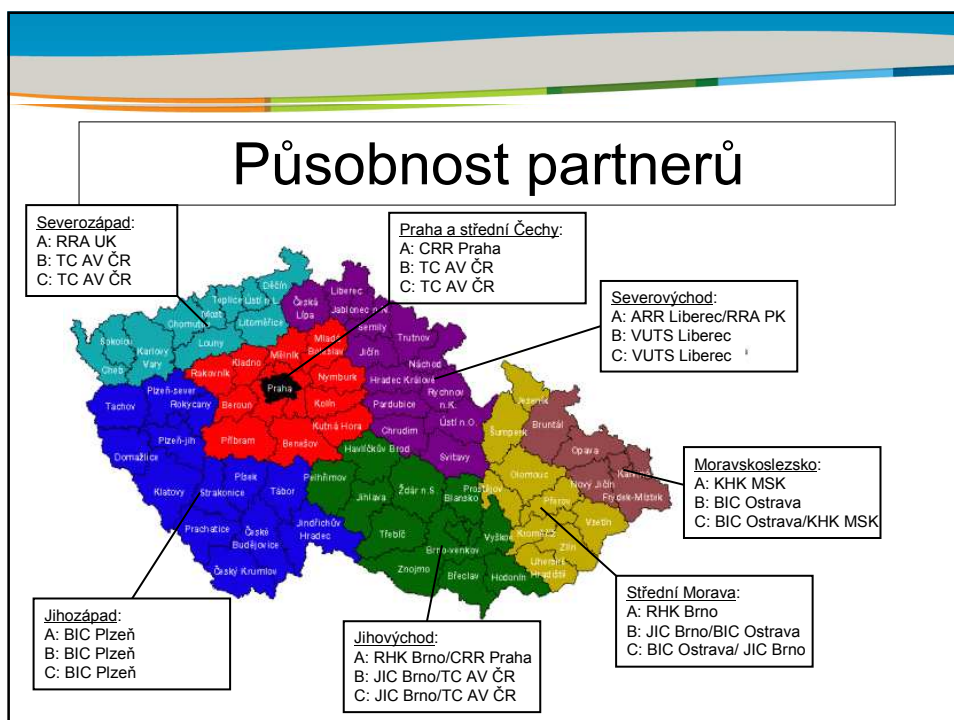 Působnost partnerů
Severozápad:
A: RRA UK
B: TC AV ČR
C: TC AV ČR
Praha a střední Čechy:
A: CRR Praha
B: TC AV ČR
C: TC AV ČR
Severovýchod:
A: ARR Liberec/RRA PK
B: VUTS Liberec
C: VUTS Liberec
Moravskoslezsko:
A: KHK MSK
B: BIC Ostrava
C: BIC Ostrava/KHK MSK
Střední Morava:
A: RHK Brno
B: JIC Brno/BIC Ostrava
C: BIC Ostrava/ JIC Brno
Jihovýchod:
A: RHK Brno/CRR Praha
B: JIC Brno/TC AV ČR
C: JIC Brno/TC AV ČR
Jihozápad:
A: BIC Plzeň
B: BIC Plzeň
C: BIC Plzeň
Děčín
Teplice
Ústí n.L.
Most
Chomutov
Litoměřice
Louny
Sokolov
Karlovy
Vary
Cheb
Česká
Lípa
Liberec
Jablonec n.N.
Semily
Trutnov
Jičín
Náchod
Hradec Králové
Rychnov
n.K.
Pardubice
Ústí n.O.
Chrudim
Svitavy
Mladá
Boleslav
Mělník
Kladno
Rakovník
Nymburk
Praha
Beroun
Kolín
Kutná Hora
Příbram
Benešov
Plzeň-sever
Rokycany
Tachov
Plzeň-jih
Domažlice
Klatovy
Písek
Strakonice
Tábor
Prachatice
České
Budějovice
Jindřichův
Hradec
Český Krumlov
Havlíčkův Brod
Pelhřimov
Jihlava
Žďár n.S
Blansko
Třebíč
Brno-venkov
Vyškov
Znojmo
Břeclav
Hodonín
Jeseník
Šumperk
Olomouc
Prostějov
Přerov
Kroměříž
Vsetín
Zlín
Uherské
Hradiště
Bruntál
Opava
Karviná
Nový Jičín
Frýdek-Místek